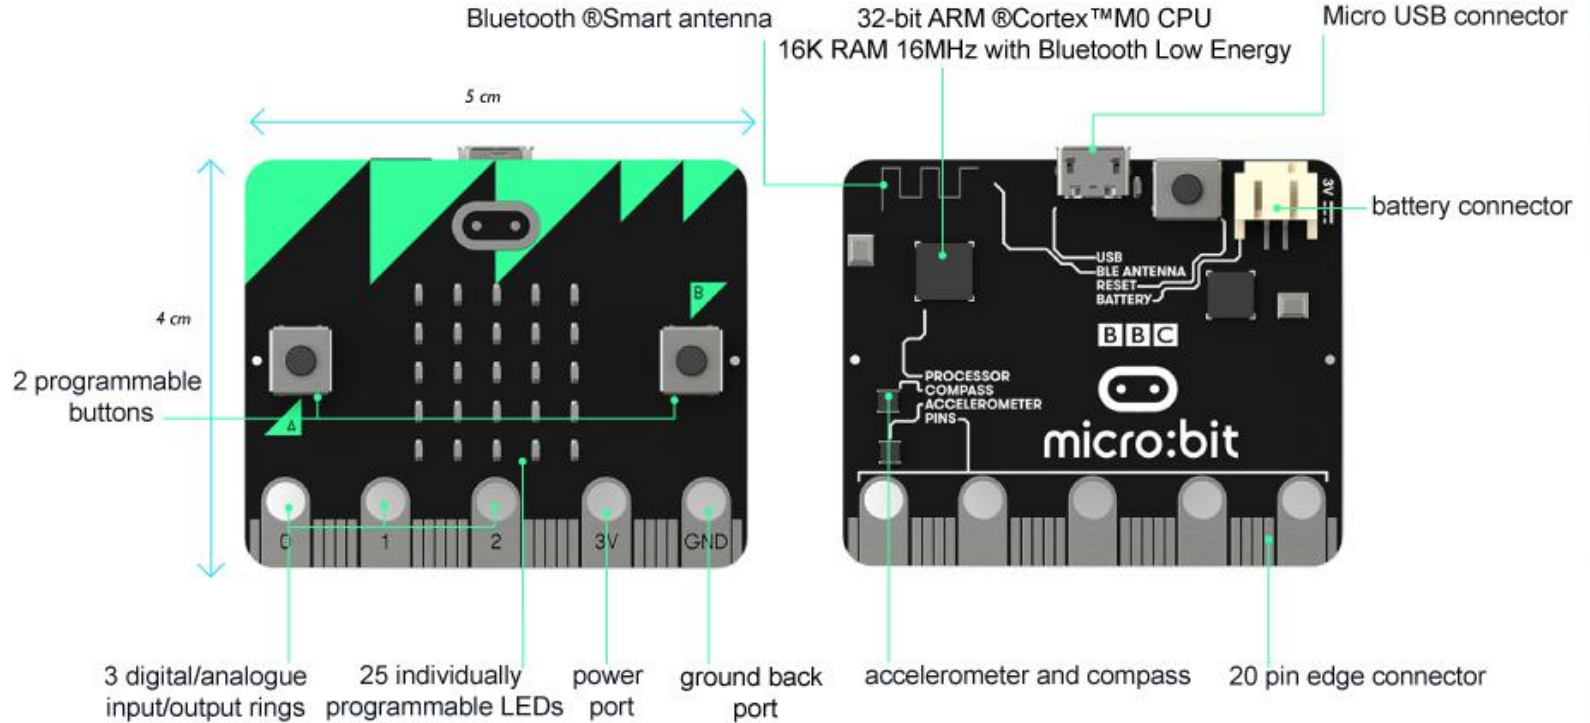 Bluetooth ®Smart antenna
32-bit ARM ®Cortex™M0 CPU
16K RAM 16MHz with Bluetooth Low Energy
Micro USB connector
5 cm
4 cm
2 programmable
buttons
A
B
0
1
2
3V
GND
3 digital/analogue
input/output rings
25 individually
programmable LEDs
power
port
ground back
port
battery connector
3V
USB
BLE ANTENNA
RESET
BATTERY
BBC
PROCESSOR
COMPASS
ACCELEROMETER
PINS
micro:bit
accelerometer and compass
20 pin edge connector